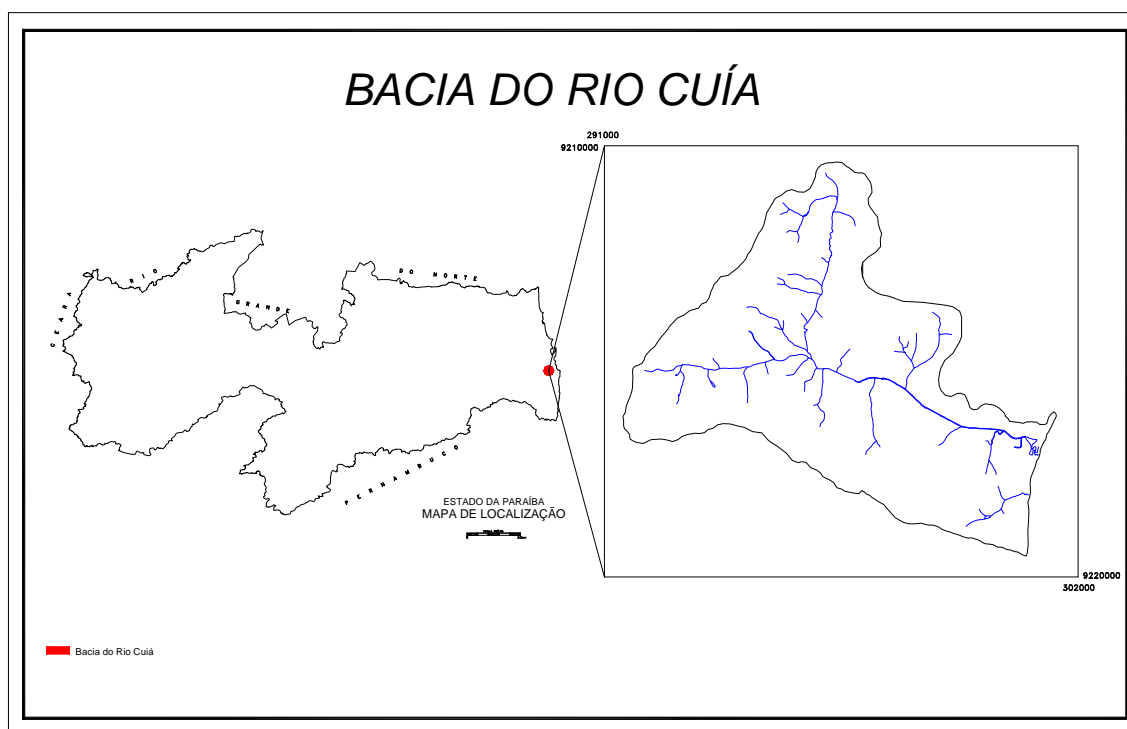 BACIA DO RIO CUÍA
291000
9210000
RIO
DO NORTE
GRANDE
CEARA
PERNAMBUCO
ESTADO DA PARAÍBA
MAPA DE LOCALIZAÇÃO
9220000
302000
Bacia do Rio Cuiá